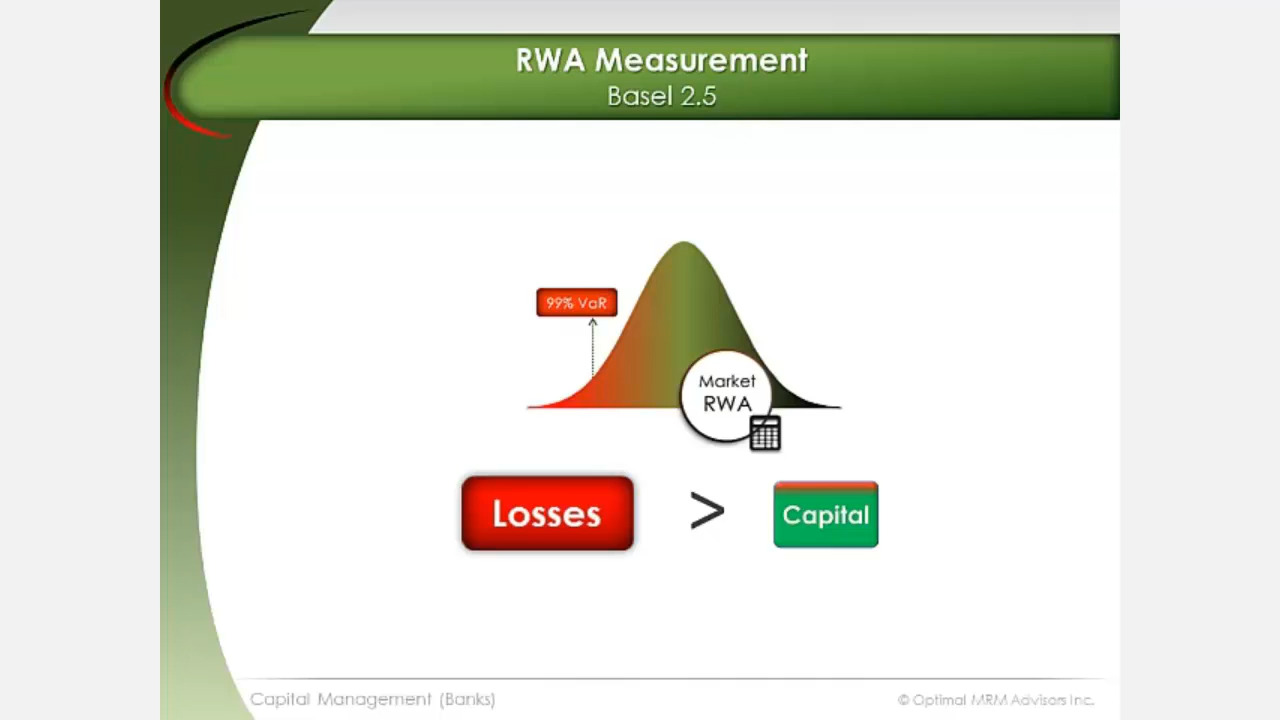 RWA Measurement
Basel 2.5
99% VaR
Market
RWA
Losses > Capital
Capital Management (Banks)
© Optimal MRM Advisors Inc.